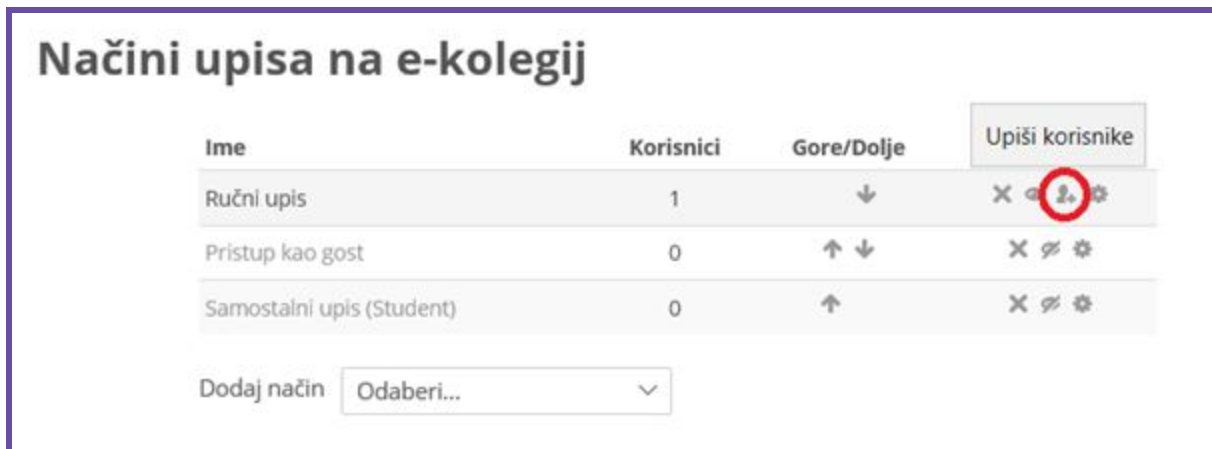 Načini upisa na e-kolegij
Upiši korisnike
Ime Korisnici Gore/Dolje
Ručni upis 1
Pristup kao gost 0
Samostalni upis (Student) 0
Dodaj način Odaberi...